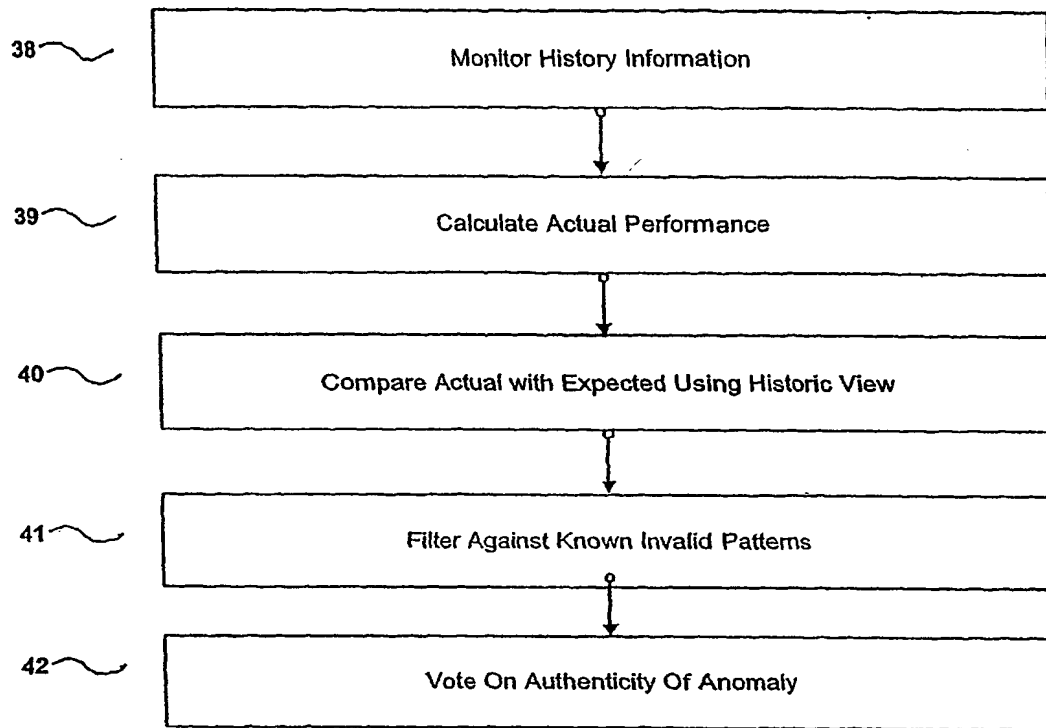 38 Monitor History Information
39 Calculate Actual Performance
40 Compare Actual with Expected Using Historic View
41 Filter Against Known Invalid Patterns
42 Vote On Authenticity Of Anomaly